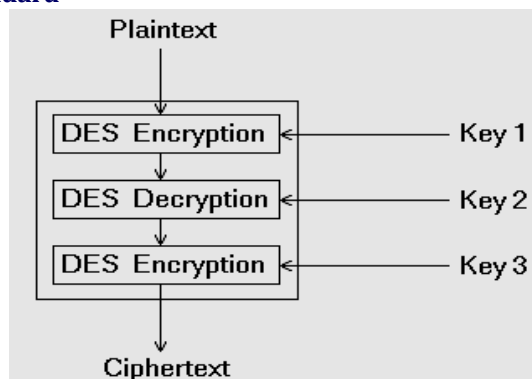 Plaintext
DES Encryption
Key 1
DES Decryption
Key 2
DES Encryption
Key 3
Ciphertext